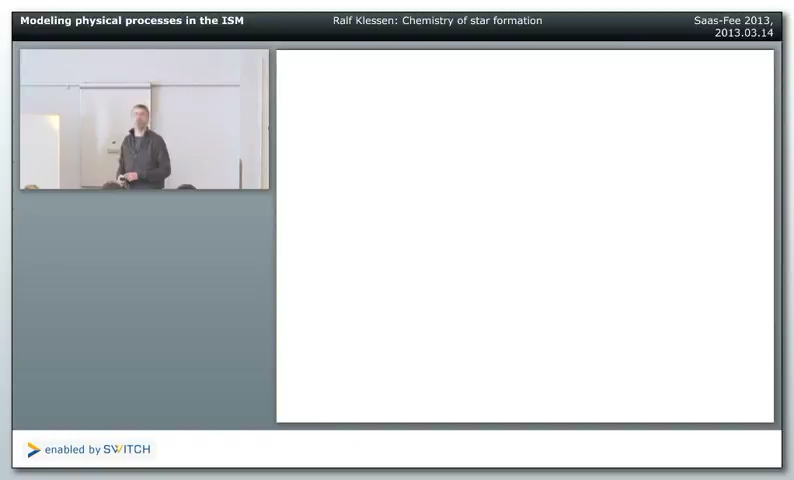 Modeling physical processes in the ISM
Ralf Klessen: Chemistry of star formation
Saas-Fee 2013,
2013.03.14
enabled by SWITCH